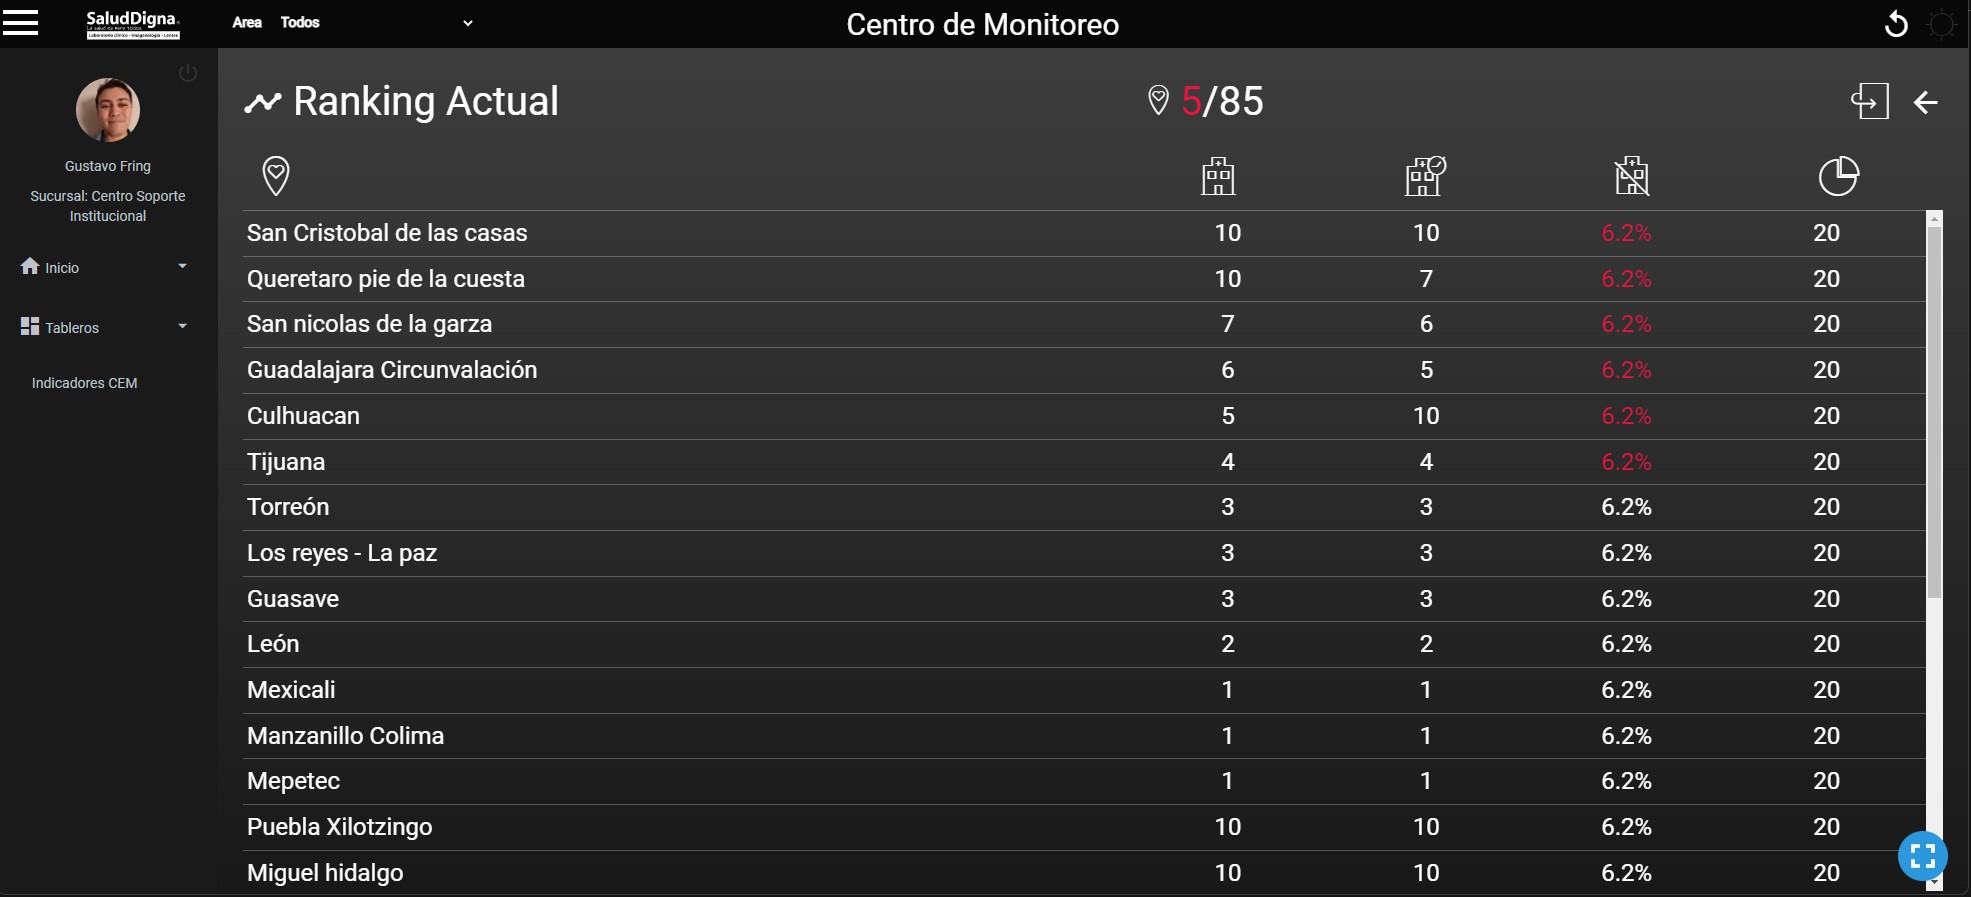 SaludDigna.
Laboratorio clínico - Imagenología - Lentes
Area Todos
Centro de Monitoreo
Gustavo Fring
Sucursal: Centro Soporte
Institucional
Inicio
Tableros
Indicadores CEM
Ranking Actual
5/85
San Cristobal de las casas 10 10 6.2% 20
Queretaro pie de la cuesta 10 7 6.2% 20
San nicolas de la garza 7 6 6.2% 20
Guadalajara Circunvalación 6 5 6.2% 20
Culhuacan 5 10 6.2% 20
Tijuana 4 4 6.2% 20
Torreón 3 3 6.2% 20
Los reyes - La paz 3 3 6.2% 20
Guasave 3 3 6.2% 20
León 2 2 6.2% 20
Mexicali 1 1 6.2% 20
Manzanillo Colima 1 1 6.2% 20
Mepetec 1 1 6.2% 20
Puebla Xilotzingo 10 10 6.2% 20
Miguel hidalgo 10 10 6.2% 20